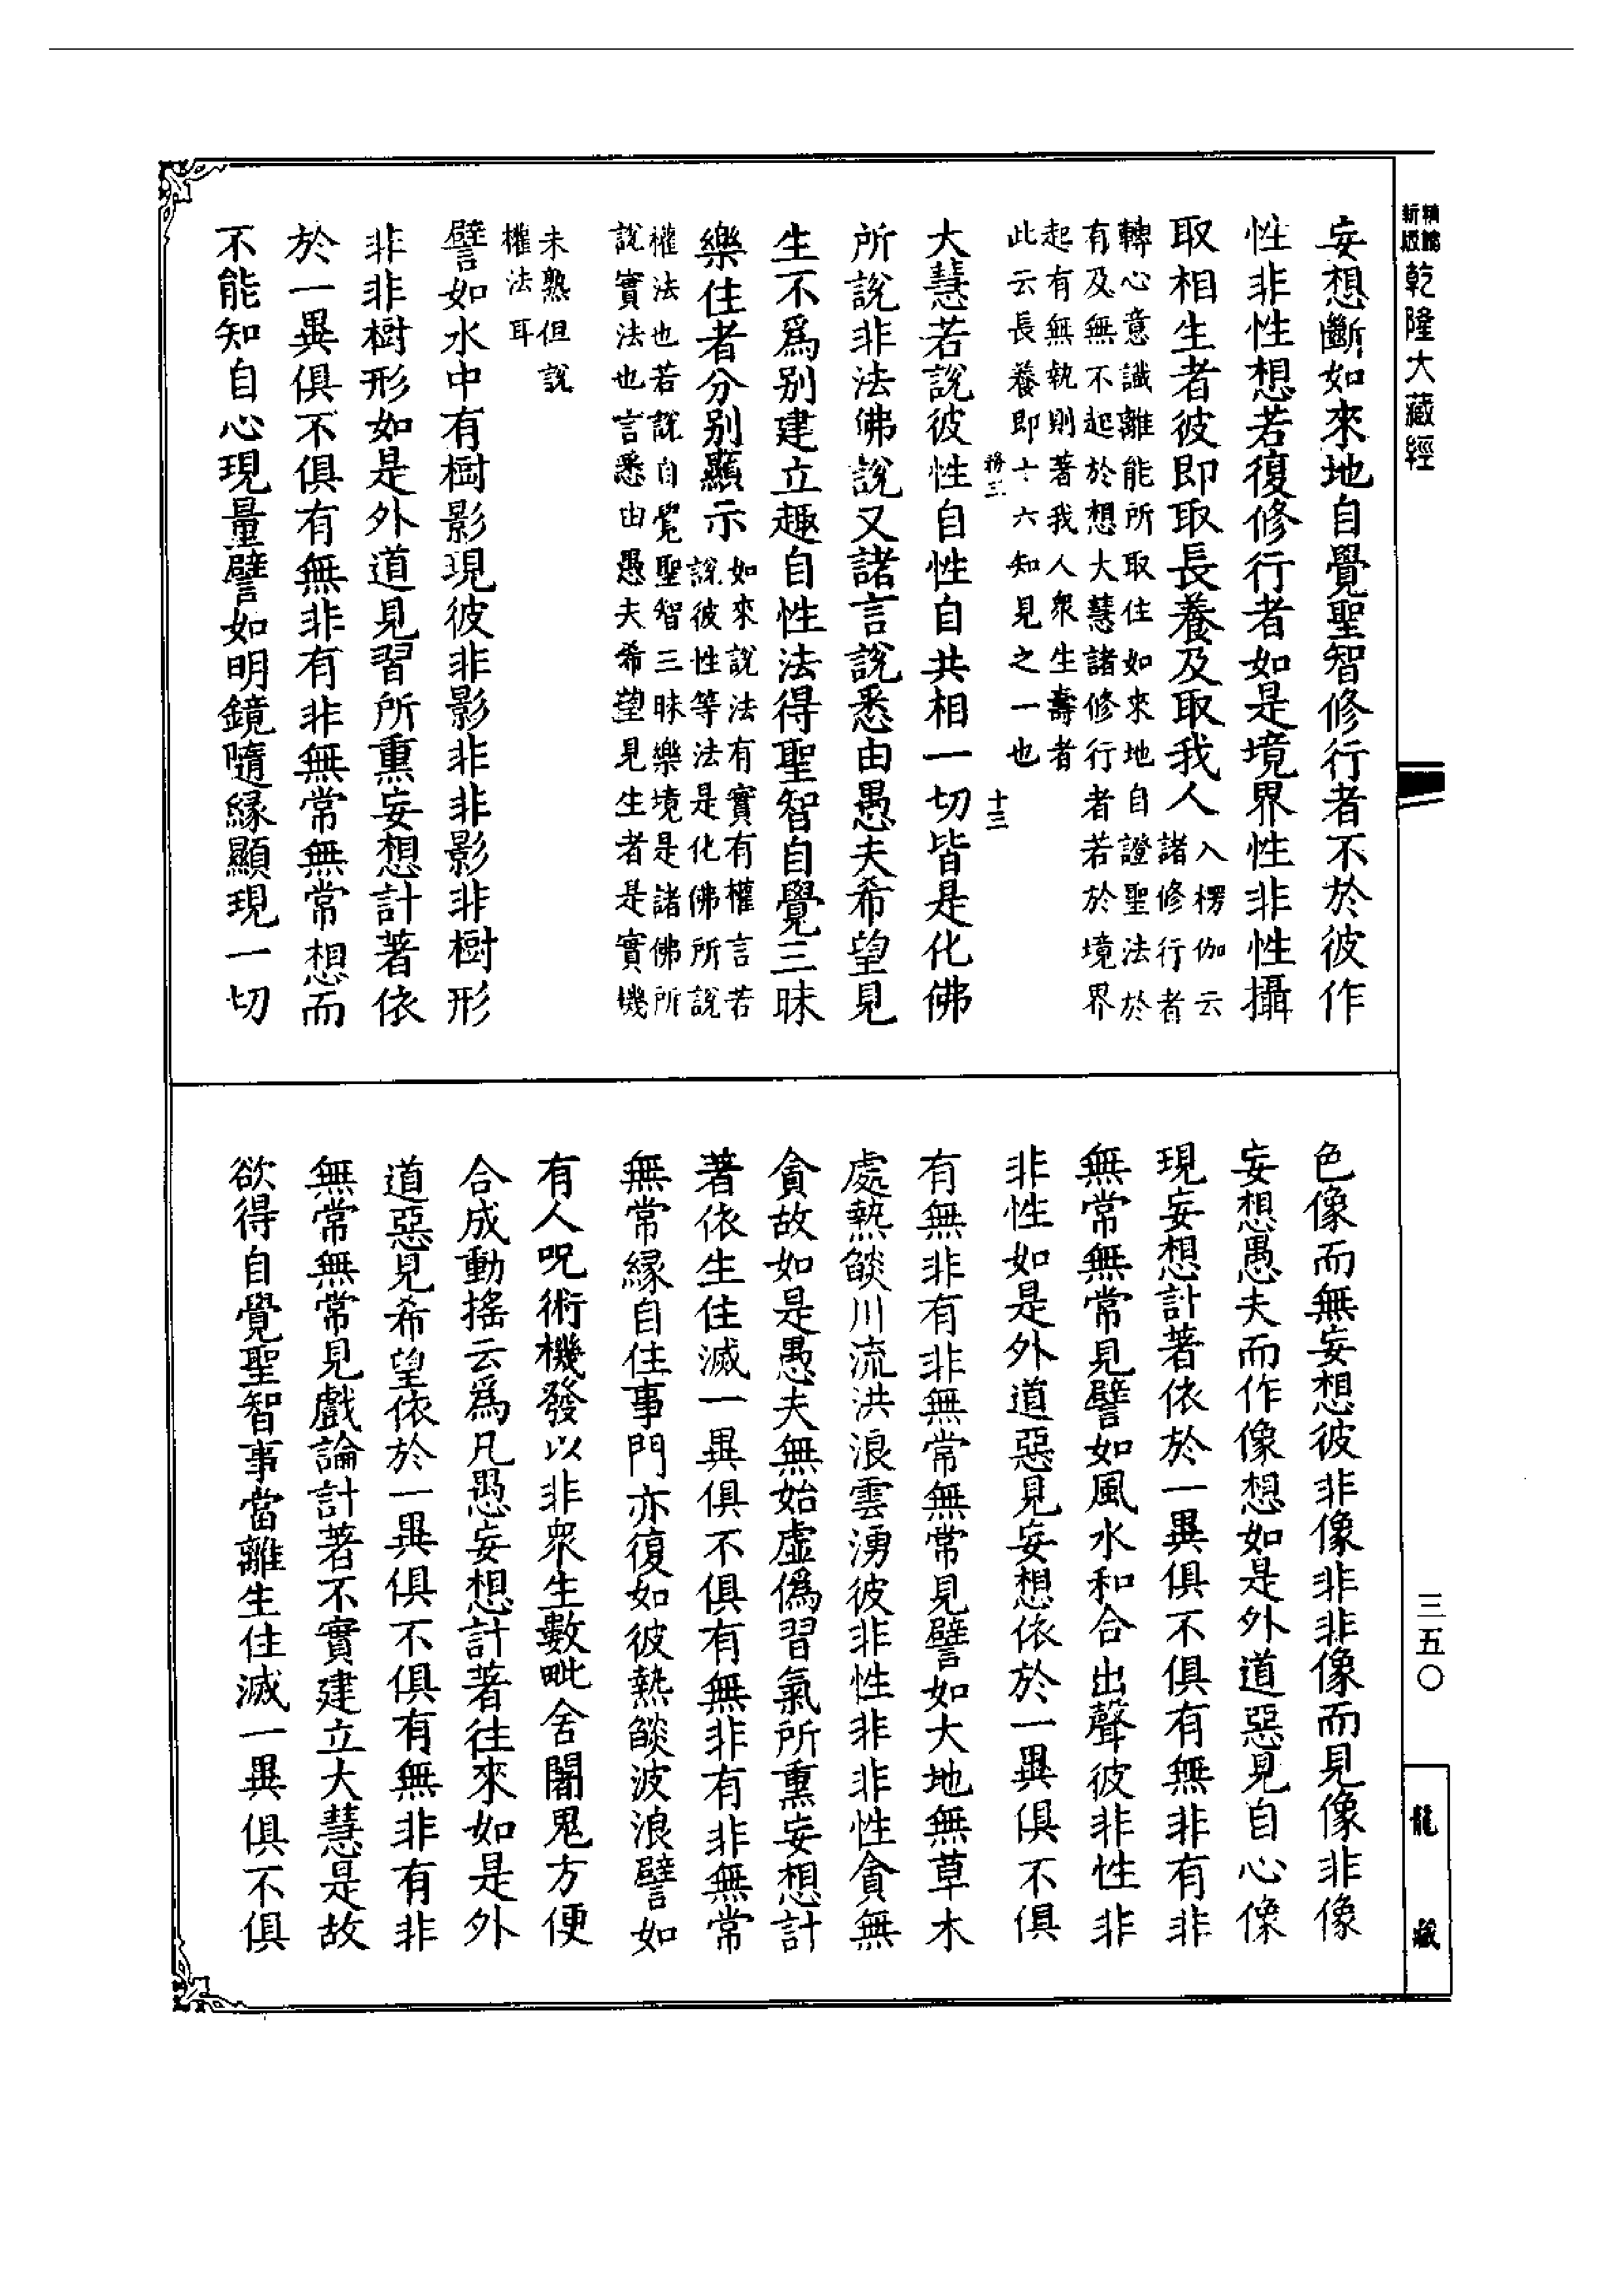 新版
精縮
乾隆大藏經
妄想斷如來地自覺聖智修行者不於彼作
性非性想若復修行者如是境界性非性攝
取相生者彼即取長養及取我人
入楞伽云
諸修行者
轉心意識離能所取住如來地自證聖法於
有及無不起於想大慧諸修行者若於境界
起有無執則著我人衆生壽者
此云長養即十六知見之一也
十三
大慧若說彼性自性自共相一切皆是化佛
所說非法佛說又諸言說悉由愚夫希望見
生不爲別建立趣自性法得聖智自覺三昧
樂住者分別顯示
如來說法有實有權言若
說彼性等法是化佛所說
權法也若說自覺聖智三昧樂境是諸佛所
說實法也言悉由愚夫希望見生者是實機
未熟但說
權法耳
譬如水中有樹影現彼非影非非影非樹形
非非樹形如是外道見習所熏妄想計著依
於一異俱不俱有無非有非無常無常想而
不能知自心現量譬如明鏡隨緣顯現一切
色像而無妄想彼非像非非像而見像非像
妄想愚夫而作像想如是外道惡見自心像
現妄想計著依於一異俱不俱有無非有非
無常無常見譬如風水和合出聲彼非性非
非性如是外道惡見妄想依於一異俱不俱
有無非有非無常無常見譬如大地無草木
處熱燄川流洪浪雲湧彼非性非非性貪無
貪故如是愚夫無始虛僞習氣所熏妄想計
著依生住滅一異俱不俱有無非有非無常
無常緣自住事門亦復如彼熱燄波浪譬如
有人呪術機發以非衆生數毗舍闍鬼方便
合成動搖云爲凡愚妄想計著往來如是外
道惡見希望依於一異俱不俱有無非有非
無常無常見戲論計著不實建立大慧是故
欲得自覺聖智事當離生住滅一異俱不俱
三五〇
龍藏